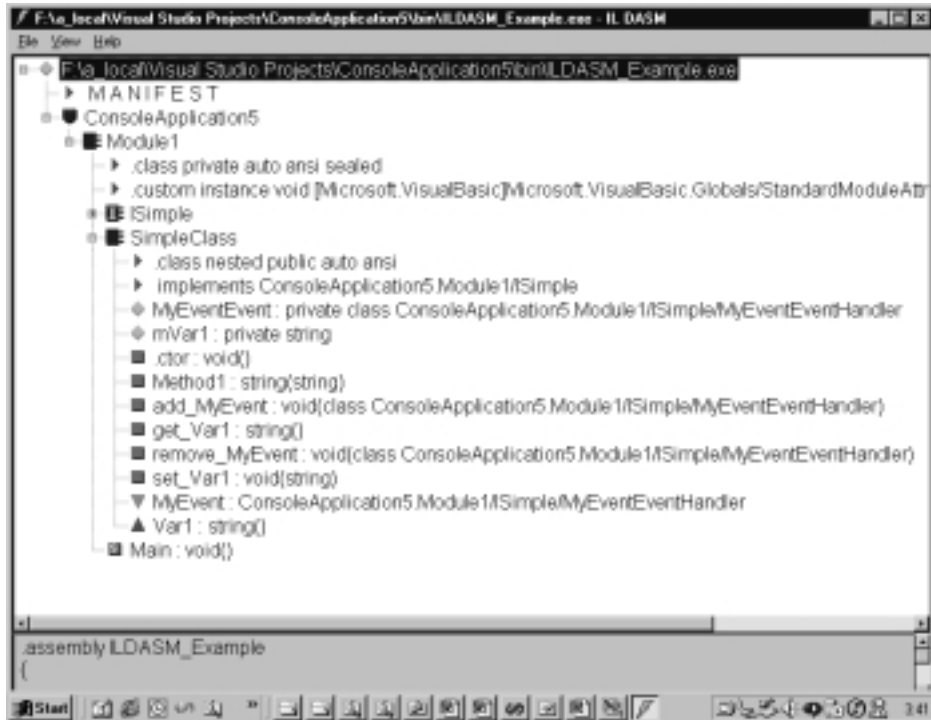 F:\a_local\Visual Studio Projects\ConsoleApplication5\bin\ILDASM_Example.exe - IL DASM
File View Help
F:\a_local\Visual Studio Projects\ConsoleApplication5\bin\ILDASM_Example.exe
M A N I F E S T
ConsoleApplication5
Module1
.class private auto ansi sealed
.custom instance void [Microsoft.VisualBasic]Microsoft.VisualBasic.Globals/StandardModuleAttr
ISimple
SimpleClass
.class nested public auto ansi
implements ConsoleApplication5.Module1/ISimple
MyEventEvent : private class ConsoleApplication5.Module1/ISimple/MyEventEventHandler
mVar1 : private string
.ctor : void()
Method1 : string(string)
add_MyEvent : void(class ConsoleApplication5.Module1/ISimple/MyEventEventHandler)
get_Var1 : string()
remove_MyEvent : void(class ConsoleApplication5.Module1/ISimple/MyEventEventHandler)
set_Var1 : void(string)
MyEvent : ConsoleApplication5.Module1/ISimple/MyEventEventHandler
Var1 : string()
Main : void()
.assembly ILDASM_Example
{
Start
3:41